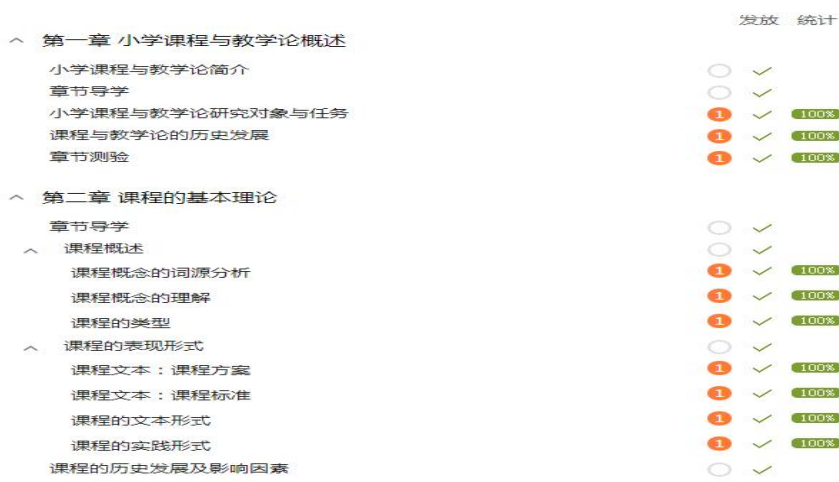 发放 统计
第一章 小学课程与教学论概述
小学课程与教学论简介
章节导学
小学课程与教学论研究对象与任务 1 100%
课程与教学论的历史发展 1 100%
章节测验 1 100%
第二章 课程的基本理论
章节导学
课程概述
课程概念的词源分析 1 100%
课程概念的理解 1 100%
课程的类型 1 100%
课程的表现形式
课程文本：课程方案 1 100%
课程文本：课程标准 1 100%
课程的文本形式 1 100%
课程的实践形式 1 100%
课程的历史发展及影响因素